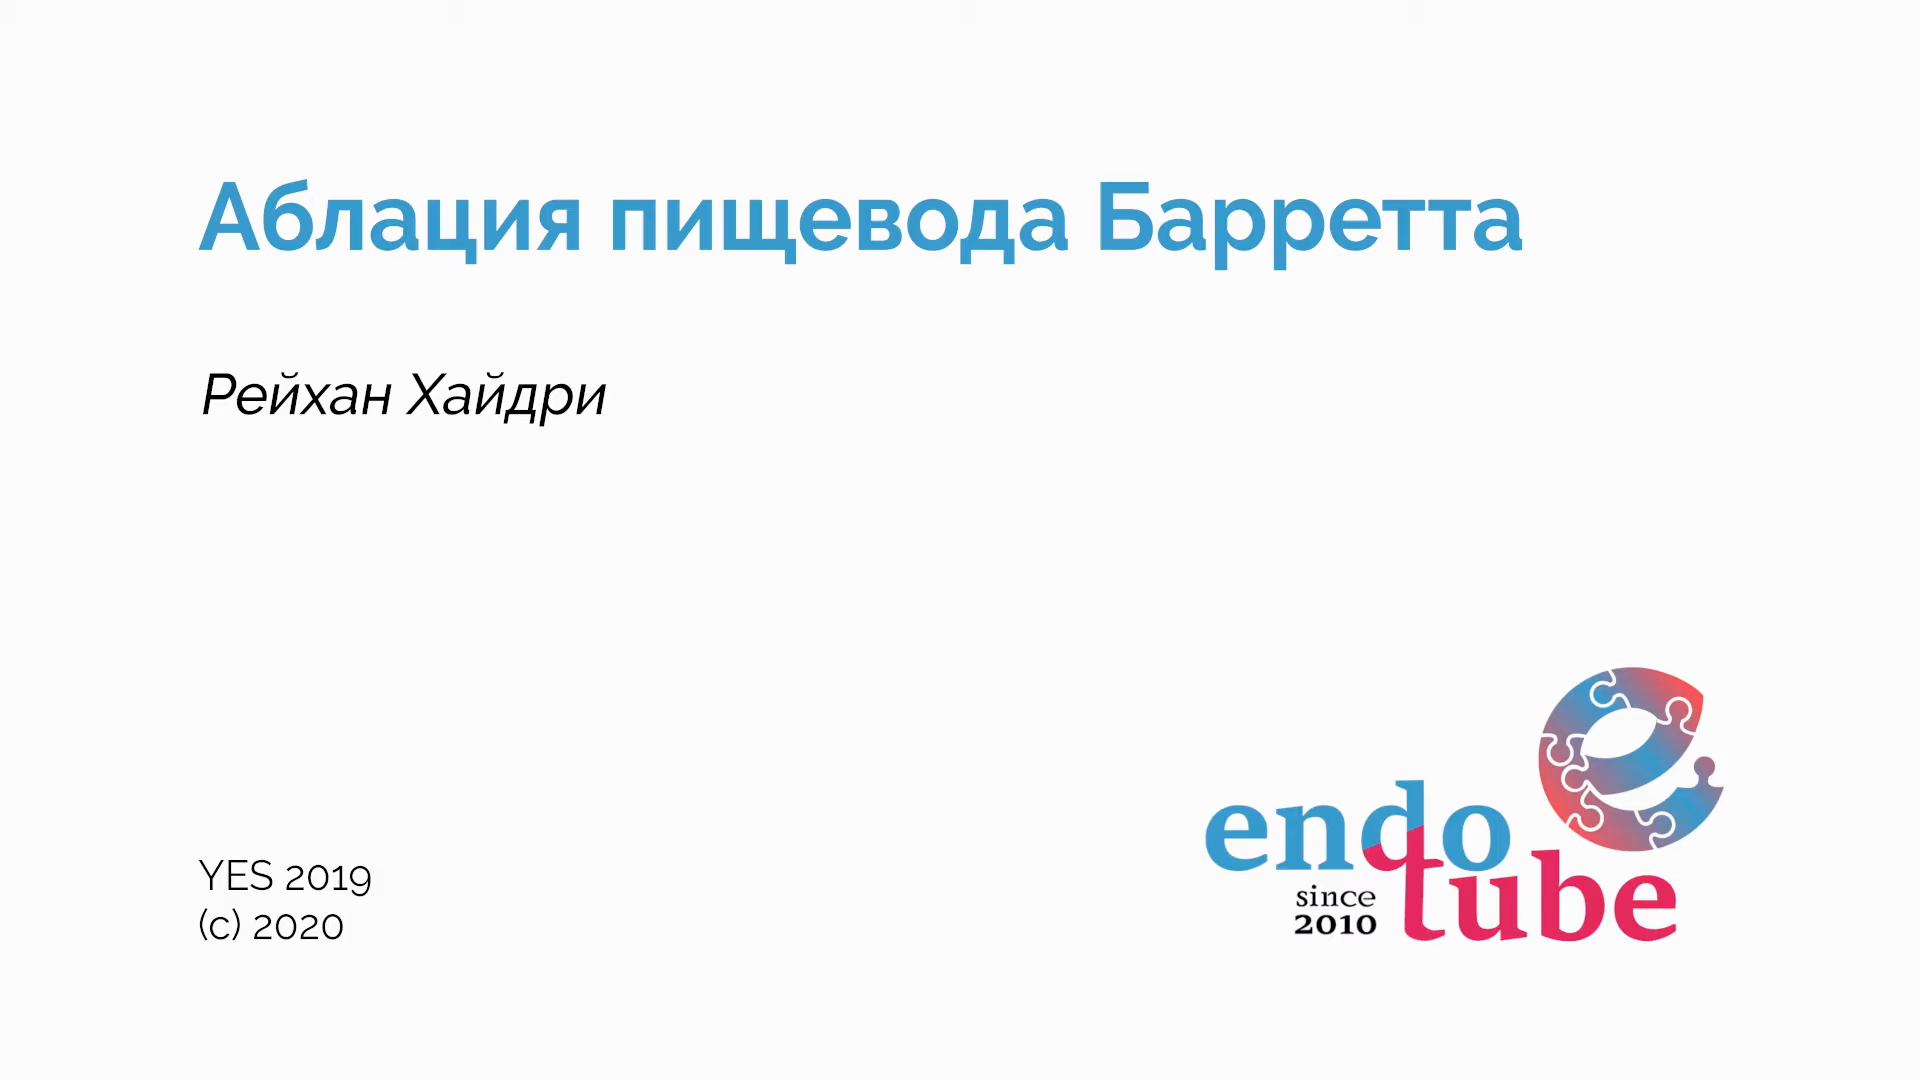 Аблация пищевода Барретта
Рейхан Хайдри
YES 2019
(c) 2020
endo
tube
since
2010